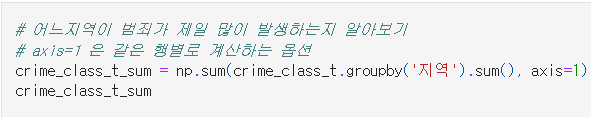 # 어느지역이 범죄가 제일 많이 발생하는지 알아보기
# axis=1 은 같은 행별로 계산하는 옵션
crime_class_t_sum = np.sum(crime_class_t.groupby('지역').sum(), axis=1)
crime_class_t_sum